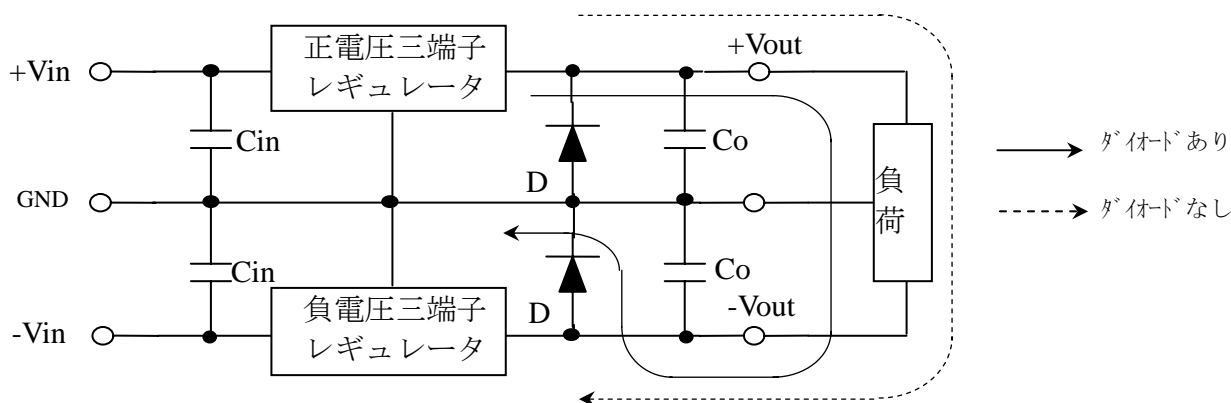 正電圧三端子
レギュレータ
+Vout
+Vin
Cin
Co
D
ﾀﾞｲｵｰﾄﾞあり
GND
負
荷
ﾀﾞｲｵｰﾄﾞなし
Cin
Co
D
-Vout
-Vin
負電圧三端子
レギュレータ